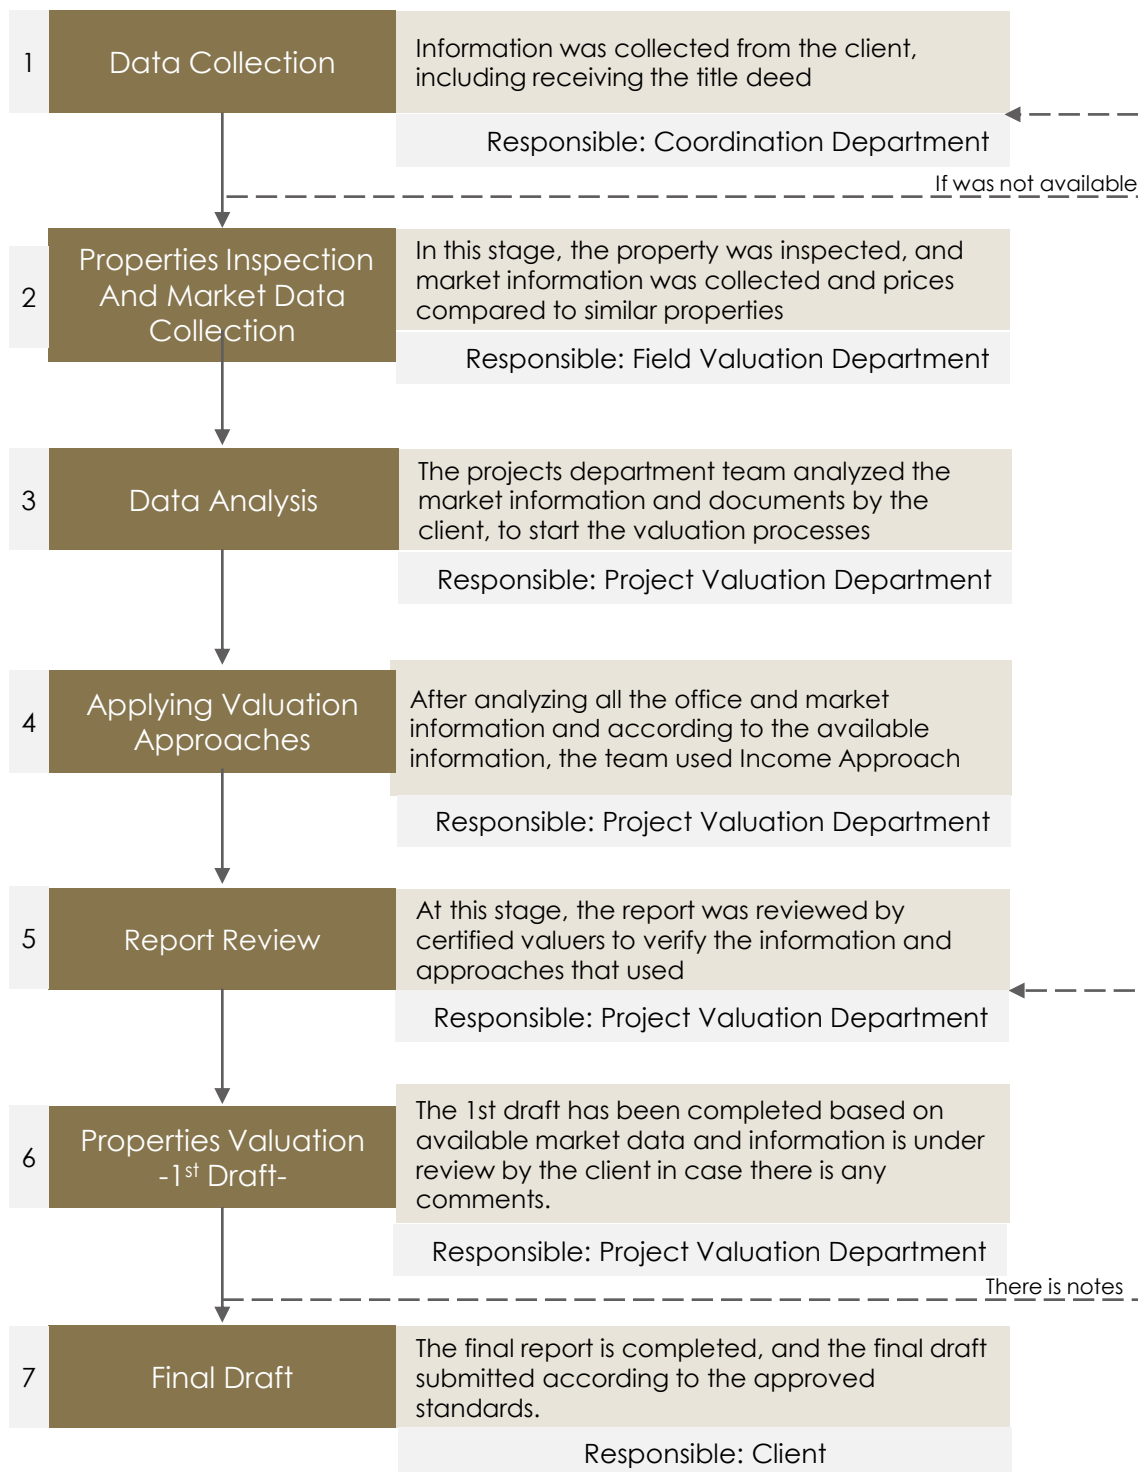 1
Data Collection
Information was collected from the client,
including receiving the title deed
Responsible: Coordination Department
If was not available
2
Properties Inspection
And Market Data
Collection
In this stage, the property was inspected, and
market information was collected and prices
compared to similar properties
Responsible: Field Valuation Department
3
Data Analysis
The projects department team analyzed the
market information and documents by the
client, to start the valuation processes
Responsible: Project Valuation Department
4
Applying Valuation
Approaches
After analyzing all the office and market
information and according to the available
information, the team used Income Approach
Responsible: Project Valuation Department
5
Report Review
At this stage, the report was reviewed by
certified valuers to verify the information and
approaches that used
Responsible: Project Valuation Department
6
Properties Valuation
-1st Draft-
The 1st draft has been completed based on
available market data and information is under
review by the client in case there is any
comments.
Responsible: Project Valuation Department
There is notes
7
Final Draft
The final report is completed, and the final draft
submitted according to the approved
standards.
Responsible: Client